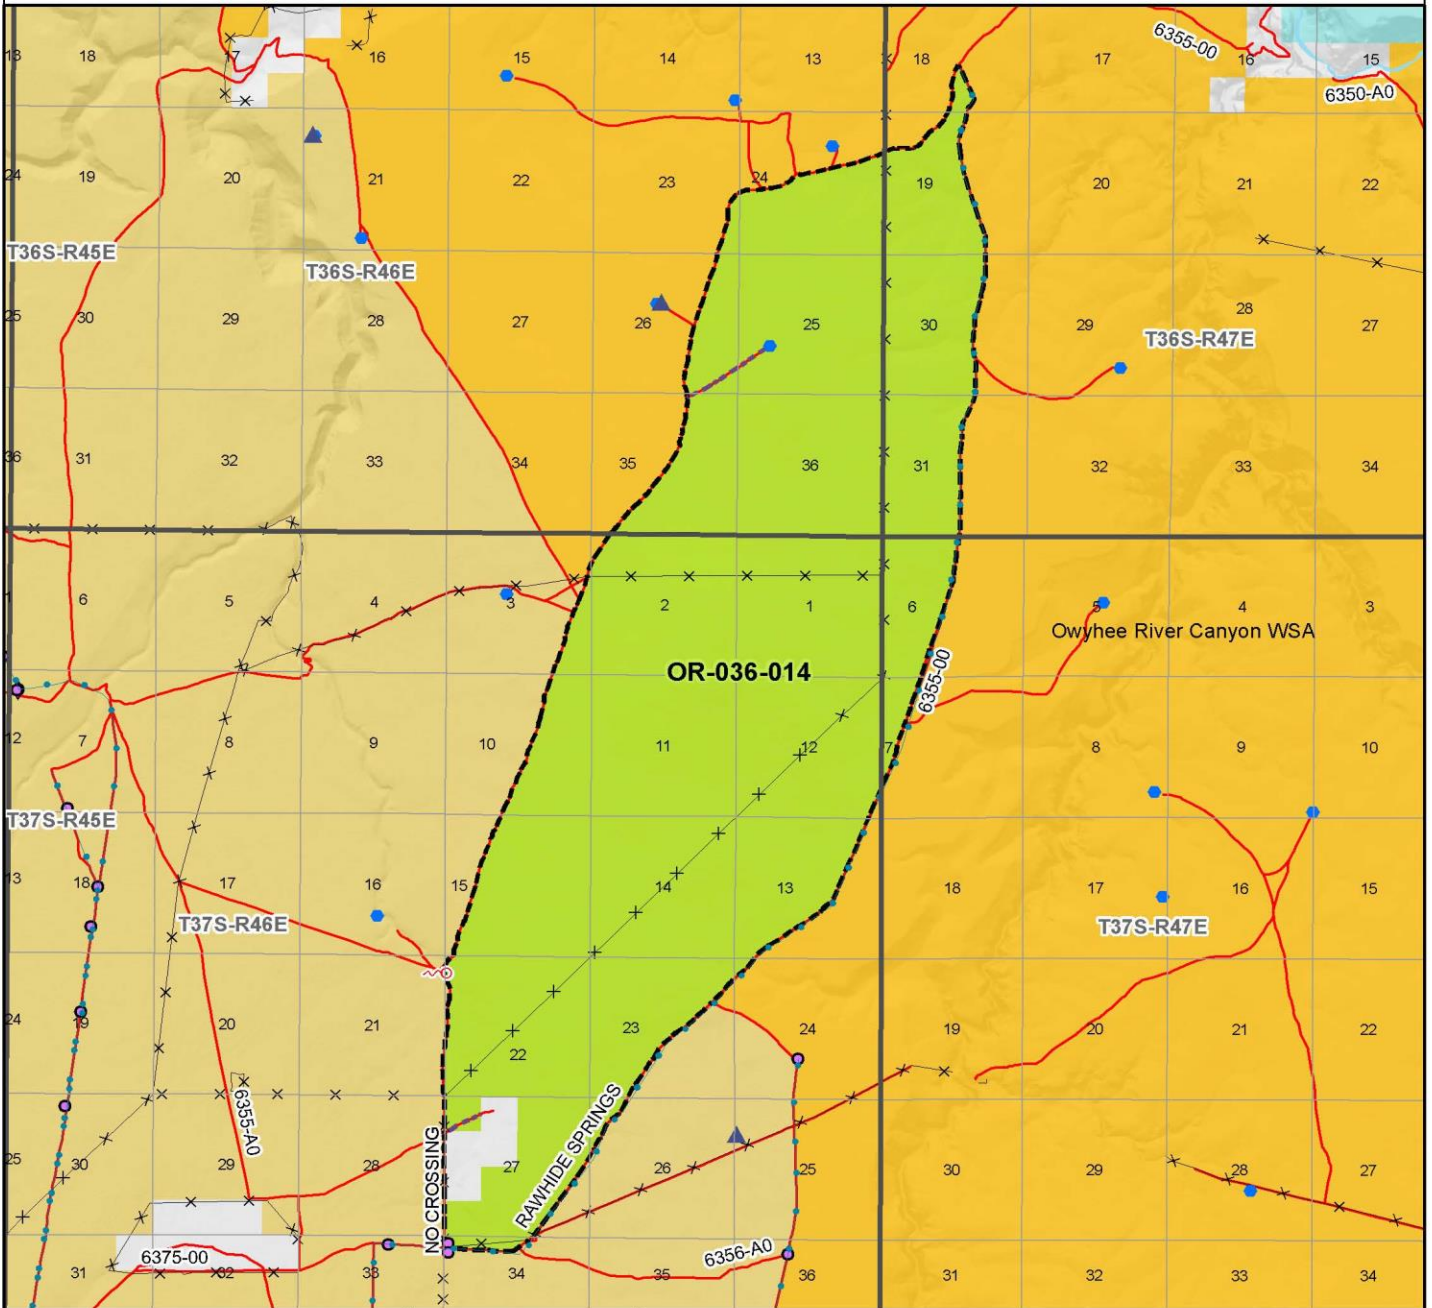 18 18 17 16 15 14 13 18 17 6355-00 16 15
6350-A0
24 19 20 21 22 23 24 19 20 21 22
T36S-R45E T36S-R46E
25 30 29 28 27 26 25 30 29 28 27
T36S-R47E
36 31 32 33 34 35 36 31 32 33 34
6 5 4 3 2 1 6 5 4 3
Owyhee River Canyon WSA
OR-036-014
6355-00
12 7 8 9 10 11 12 7 8 9 10
T37S-R45E
13 18 17 16 15 14 13 18 17 16 15
T37S-R46E T37S-R47E
24 19 20 21 22 23 24 19 20 21 22
6355-A0
NO CROSSING
RAWHIDE SPRINGS
25 30 29 28 27 26 25 30 29 28 27
6375-00
6356-A0
31 32 33 34 35 36 31 32 33 34